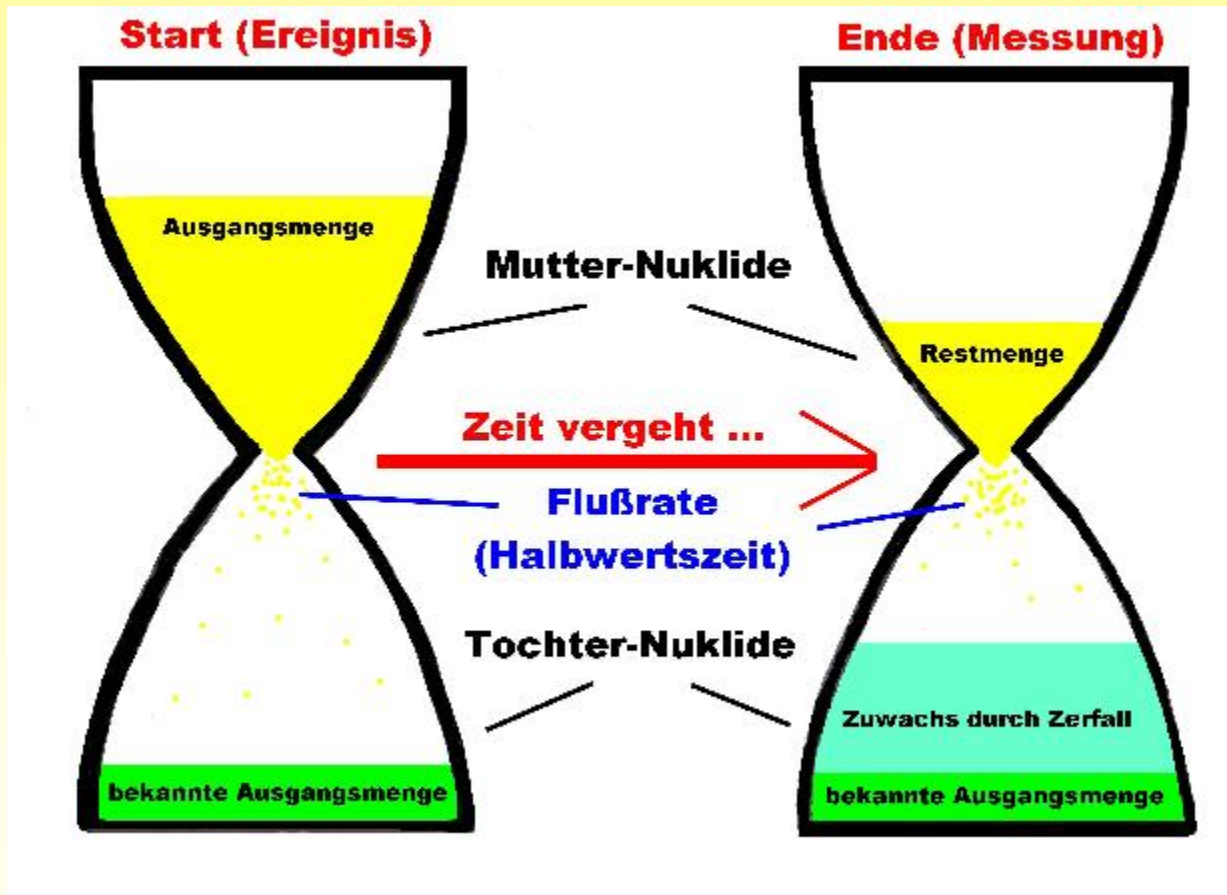 Start (Ereignis)
Ende (Messung)
Ausgangsmenge
Mutter-Nuklide
Restmenge
Zeit vergeht ...
Flußrate
(Halbwertszeit)
Tochter-Nuklide
Zuwachs durch Zerfall
bekannte Ausgangsmenge
bekannte Ausgangsmenge